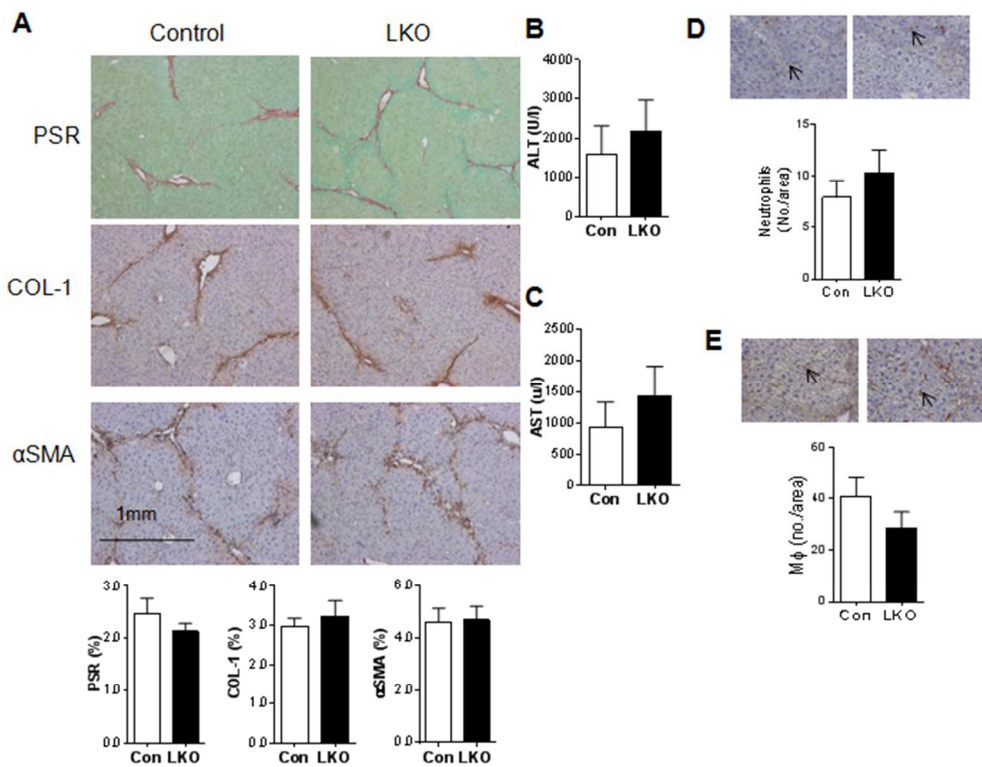 A
Control
LKO
PSR
COL-1
αSMA
1mm
PSR (%)
3.0
2.0
1.0
0.0
Con LKO
COL-1 (%)
4.0
3.0
2.0
1.0
0.0
Con LKO
αSMA (%)
6.0
4.0
2.0
0.0
Con LKO
B
ALT (U/l)
4000
3000
2000
1000
0
Con LKO
C
AST (u/l)
2500
2000
1500
1000
500
0
Con LKO
D
Neutrophils
(No./area)
15
10
5
0
Con LKO
E
Mϕ (no./area)
60
40
20
0
Con LKO